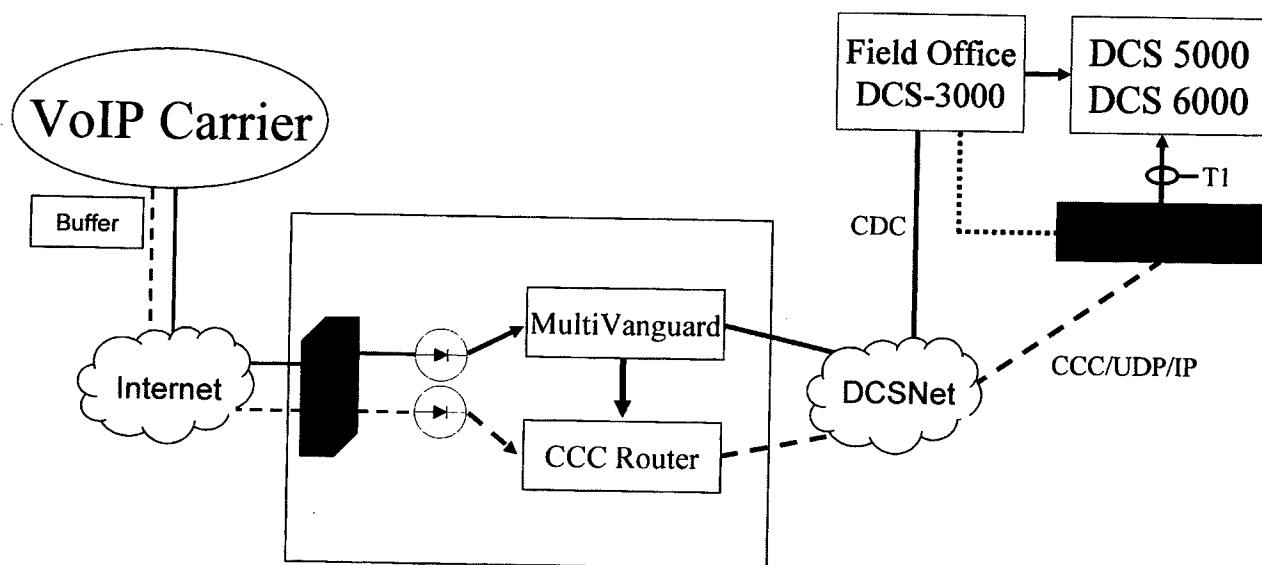 VoIP Carrier
Buffer
Internet
MultiVanguard
CCC Router
DCSNet
CDC
CCC/UDP/IP
Field Office
DCS-3000
DCS 5000
DCS 6000
T1